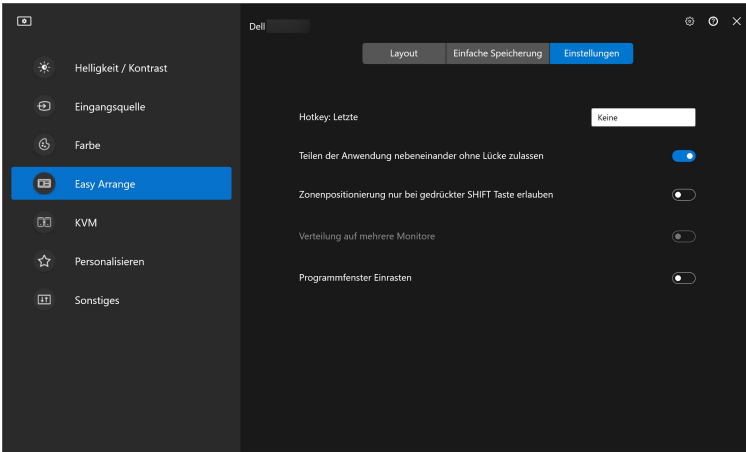 Dell
Helligkeit / Kontrast
Eingangsquelle
Farbe
Easy Arrange
KVM
Personalisieren
Sonstiges
Layout
Einfache Speicherung
Einstellungen
Hotkey: Letzte
Keine
Teilen der Anwendung nebeneinander ohne Lücke zulassen
Zonenpositionierung nur bei gedrückter SHIFT Taste erlauben
Verteilung auf mehrere Monitore
Programmfenster Einrasten